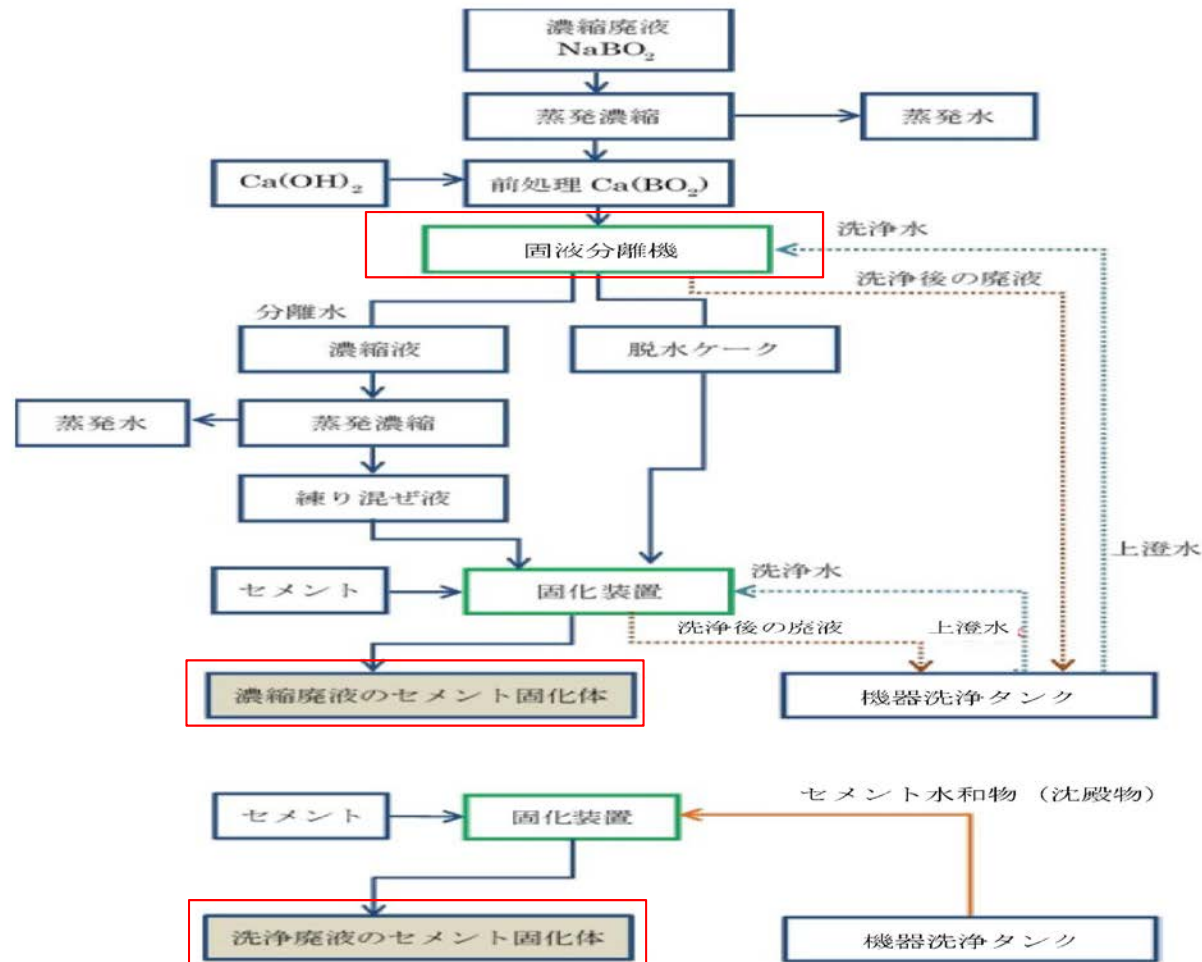 濃縮廃液
NaBO₂
蒸発濃縮
蒸発水
Ca(OH)₂
前処理 Ca(BO₂)
固液分離機
洗浄水
洗浄後の廃液
分離水
濃縮液
脱水ケーク
蒸発水
蒸発濃縮
練り混ぜ液
上澄水
セメント
固化装置
洗浄水
洗浄後の廃液
上澄水
濃縮廃液のセメント固化体
機器洗浄タンク
セメント水和物（沈殿物）
セメント
固化装置
洗浄廃液のセメント固化体
機器洗浄タンク